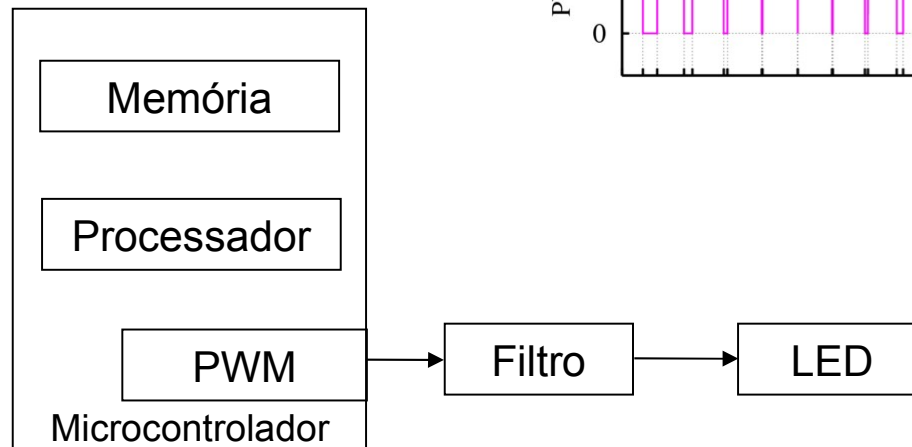 0
Memória
Processador
PWM
Filtro
LED
Microcontrolador